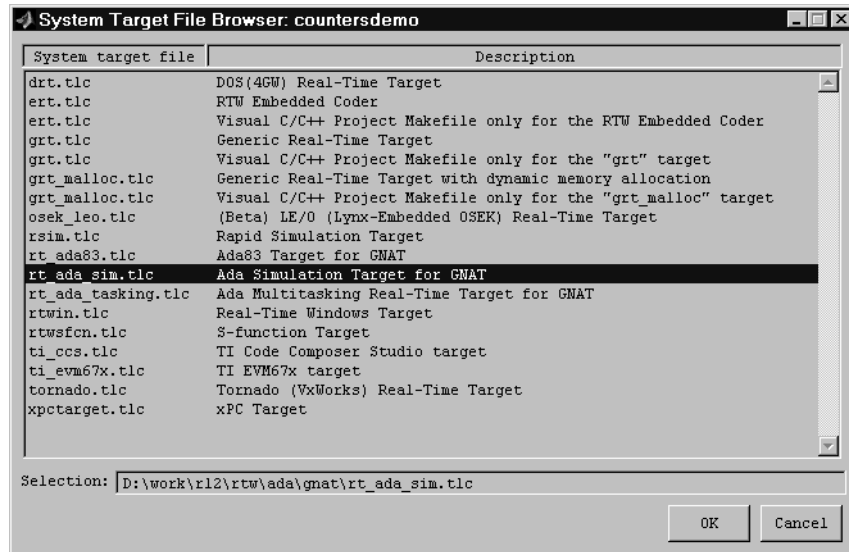 System Target File Browser: countersdemo
System target file Description
drt.tlc DOS(4GW) Real-Time Target
ert.tlc RTW Embedded Coder
ert.tlc Visual C/C++ Project Makefile only for the RTW Embedded Coder
grt.tlc Generic Real-Time Target
grt.tlc Visual C/C++ Project Makefile only for the "grt" target
grt_malloc.tlc Generic Real-Time Target with dynamic memory allocation
grt_malloc.tlc Visual C/C++ Project Makefile only for the "grt_malloc" target
osek_leo.tlc (Beta) LE/O (Lynx-Embedded OSEK) Real-Time Target
rsim.tlc Rapid Simulation Target
rt_ada83.tlc Ada83 Target for GNAT
rt_ada_sim.tlc Ada Simulation Target for GNAT
rt_ada_tasking.tlc Ada Multitasking Real-Time Target for GNAT
rtwin.tlc Real-Time Windows Target
rtwsfcn.tlc S-function Target
ti_ccs.tlc TI Code Composer Studio target
ti_evm67x.tlc TI EVM67x target
tornado.tlc Tornado (VxWorks) Real-Time Target
xpctarget.tlc xPC Target
Selection: D:\work\r12\rtw\ada\gnat\rt_ada_sim.tlc
OK Cancel